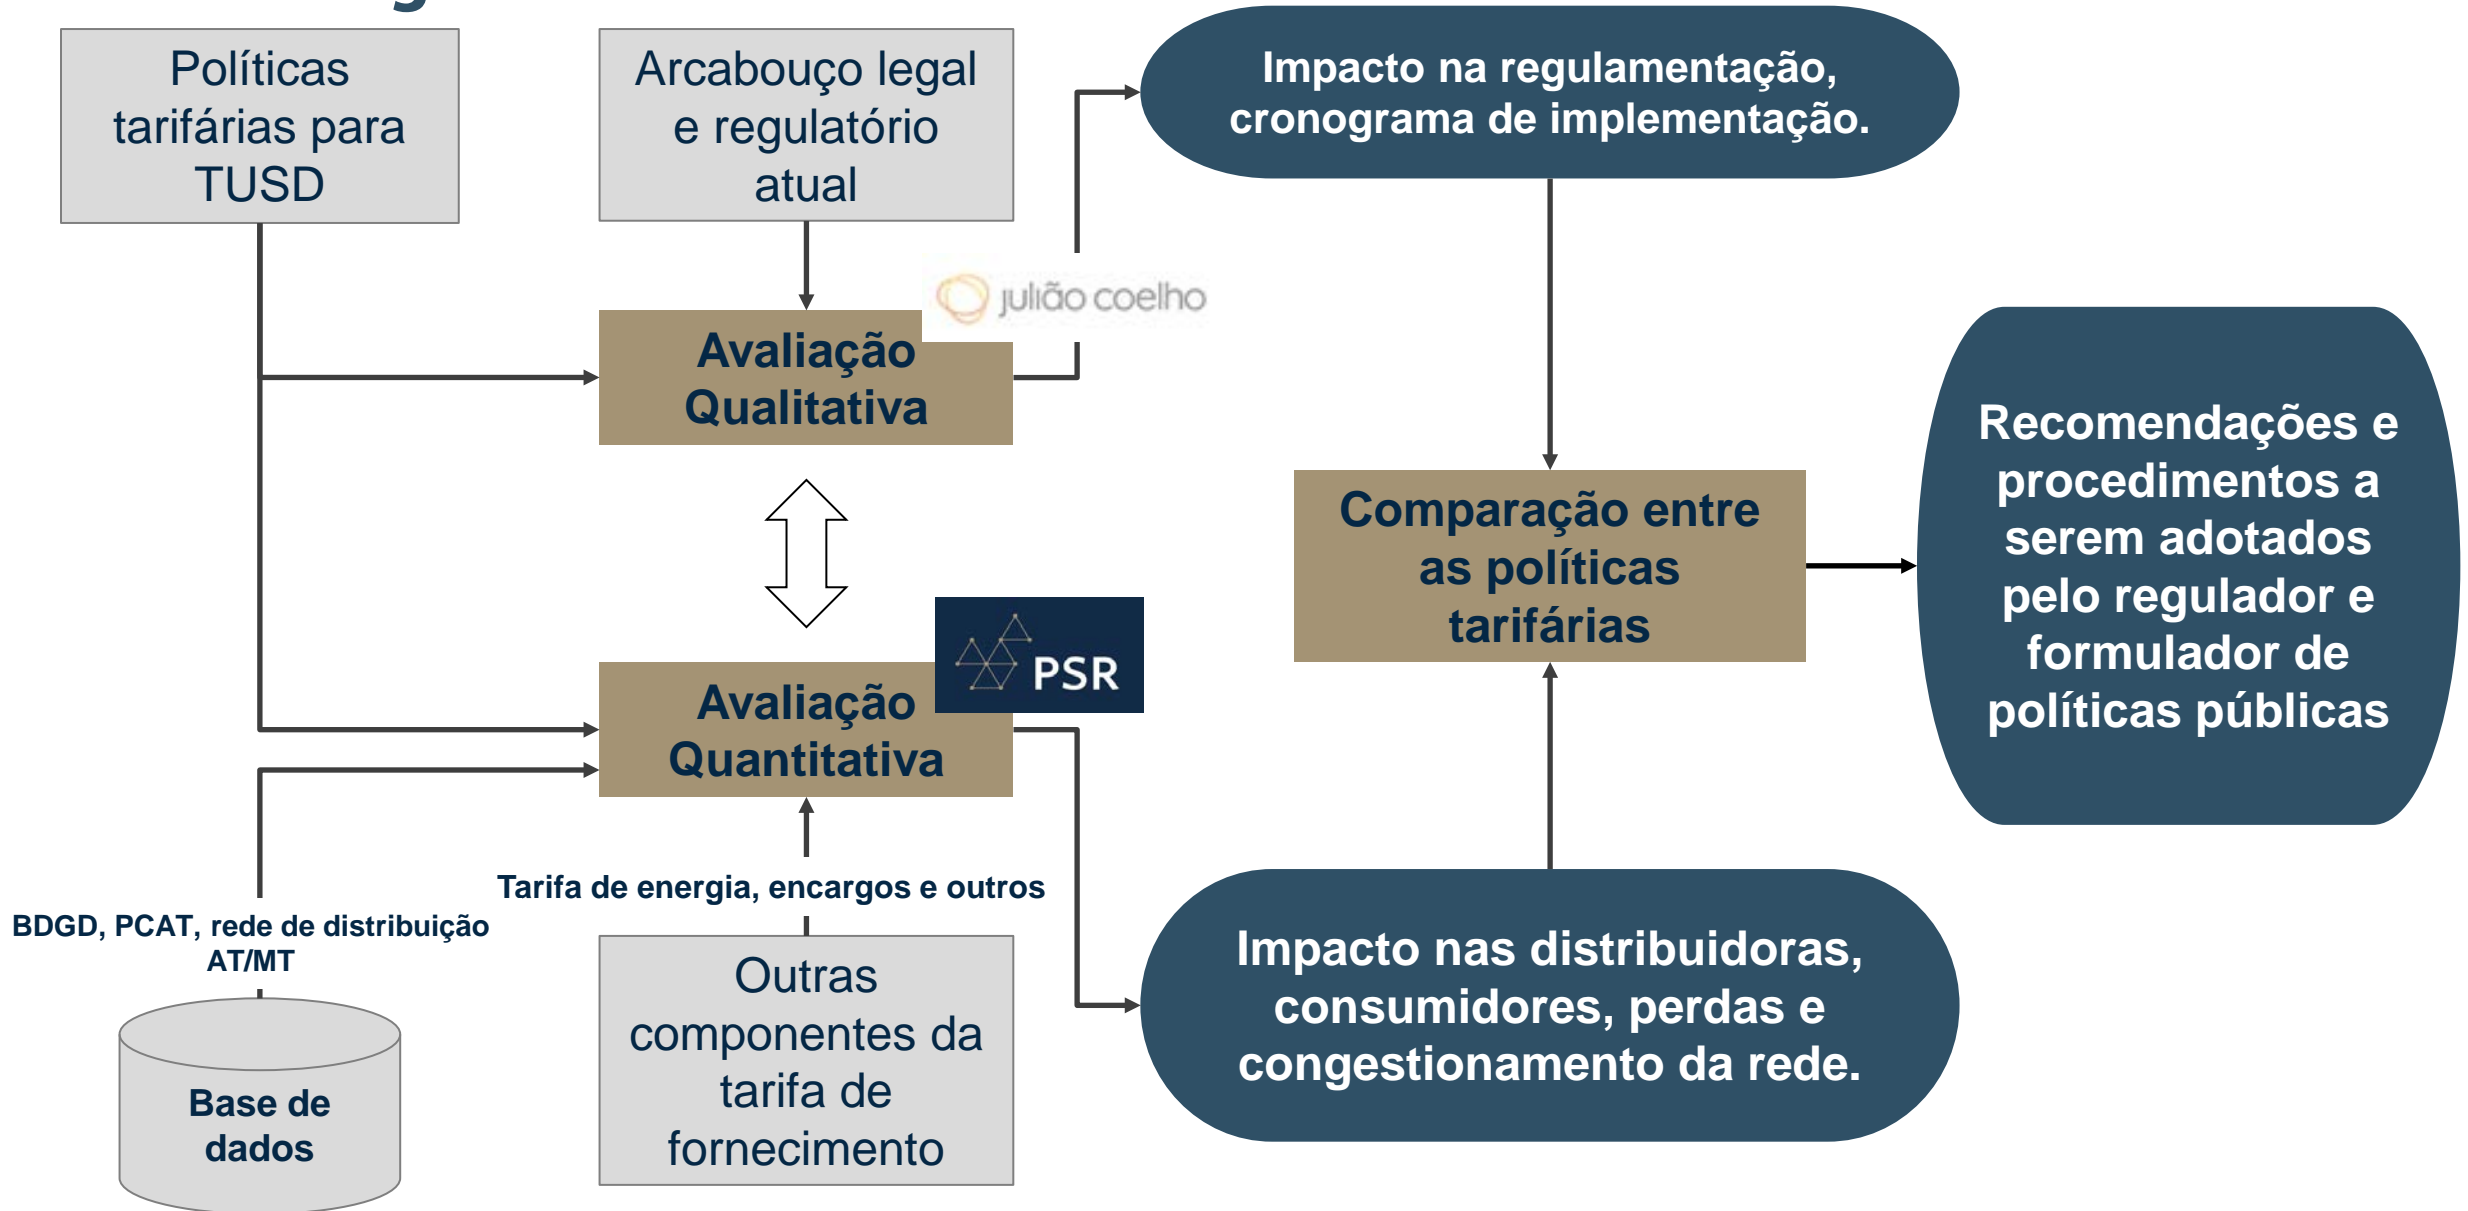 Políticas
tarifárias para
TUSD
Arcabouço legal
e regulatório
atual
Impacto na regulamentação,
cronograma de implementação.
julião coelho
Avaliação
Qualitativa
Recomendações e
procedimentos a
serem adotados
pelo regulador e
formulador de
políticas públicas
Comparação entre
as políticas
tarifárias
PSR
Avaliação
Quantitativa
Tarifa de energia, encargos e outros
BDGD, PCAT, rede de distribuição
AT/MT
Outras
componentes da
tarifa de
fornecimento
Impacto nas distribuidoras,
consumidores, perdas e
congestionamento da rede.
Base de
dados